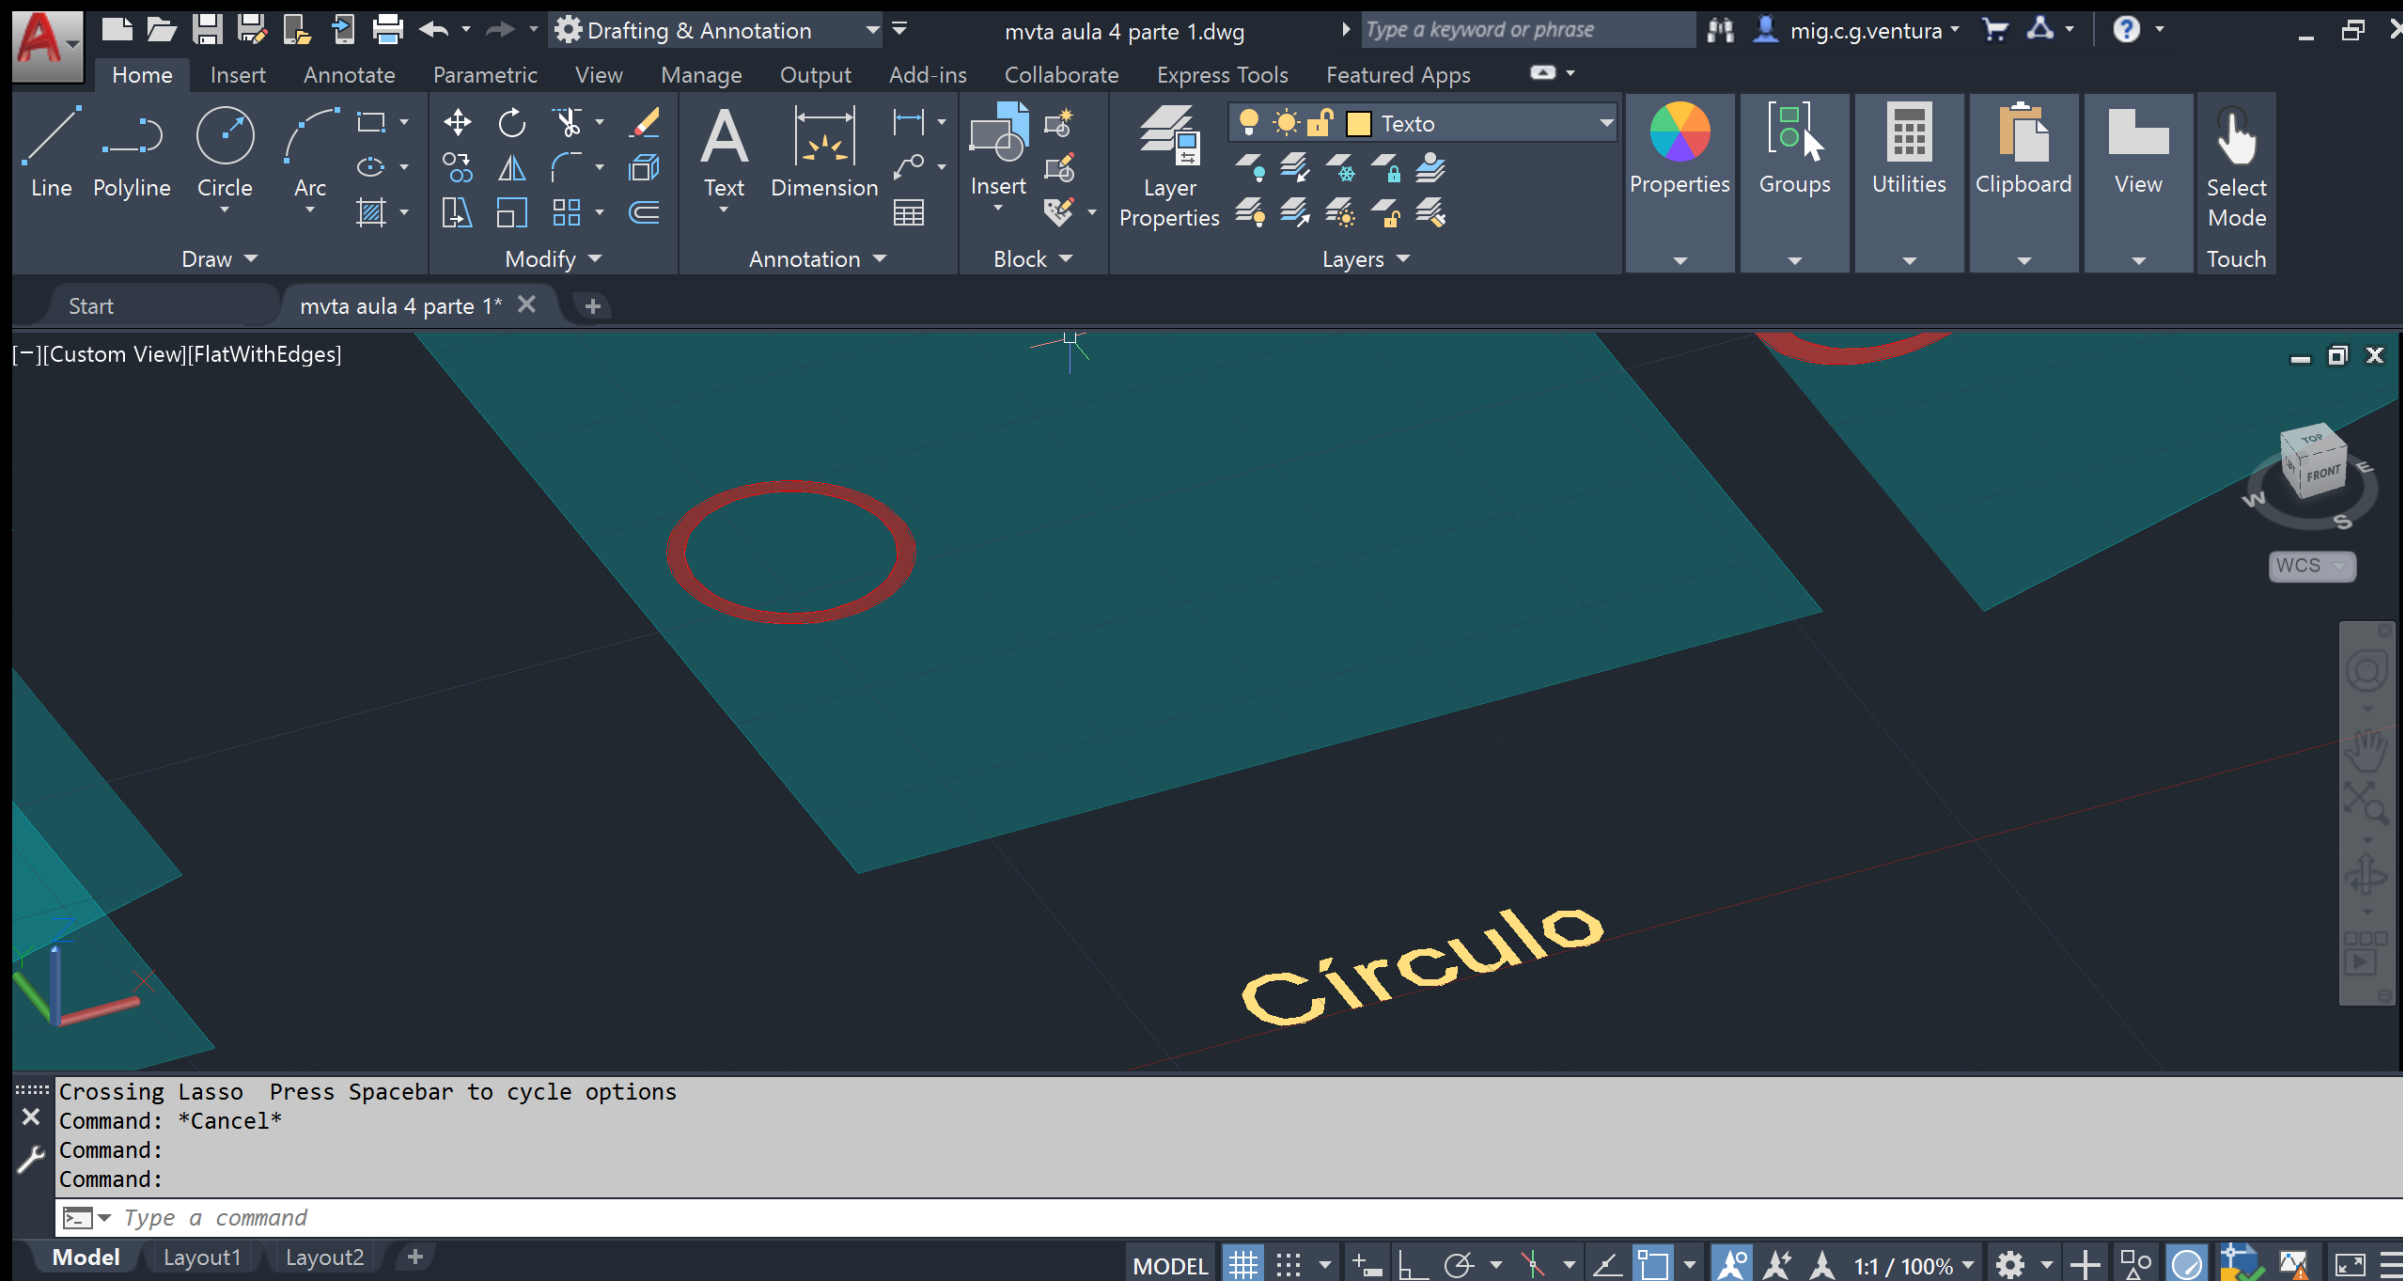 Drafting & Annotation
mvta aula 4 parte 1.dwg
Type a keyword or phrase
mig.c.g.ventura
Home Insert Annotate Parametric View Manage Output Add-ins Collaborate Express Tools Featured Apps
Line Polyline Circle Arc
Text Dimension
Insert
Layer Properties
Texto
Properties Groups Utilities Clipboard View
Select Mode
Draw Modify Annotation Block Layers Touch
Start
mvta aula 4 parte 1*
[−][Custom View][FlatWithEdges]
TOP
FRONT
E
W
S
WCS
Círculo
Crossing Lasso  Press Spacebar to cycle options
Command: *Cancel*
Command:
Command:
Type a command
Model Layout1 Layout2 +
MODEL
1:1 / 100%